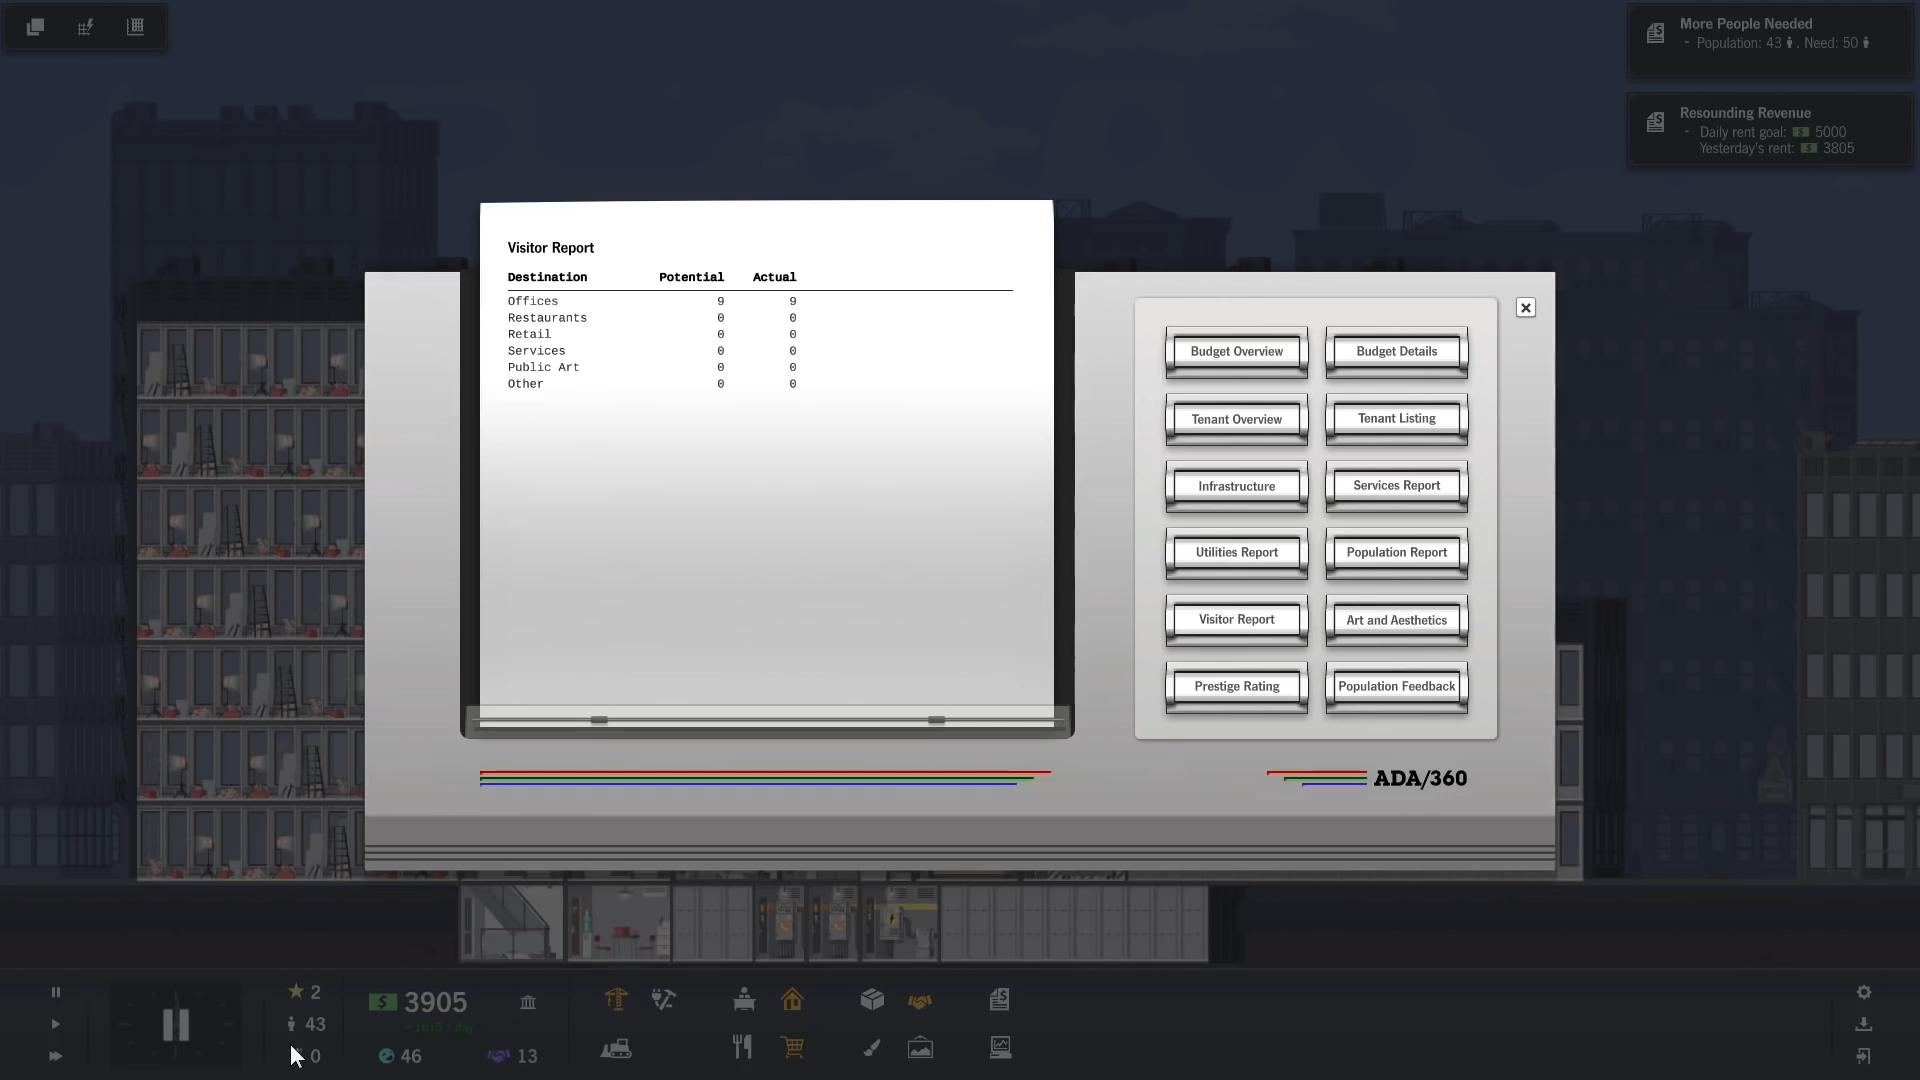 More People Needed
- Population: 43 . Need: 50
Resounding Revenue
- Daily rent goal: $ 5000
Yesterday's rent: $ 3805
Visitor Report
Destination Potential Actual
Offices 9 9
Restaurants 0 0
Retail 0 0
Services 0 0
Public Art 0 0
Other 0 0
Budget Overview Budget Details
Tenant Overview Tenant Listing
Infrastructure Services Report
Utilities Report Population Report
Visitor Report Art and Aesthetics
Prestige Rating Population Feedback
ADA/360
2
43
0
$ 3905
46
13